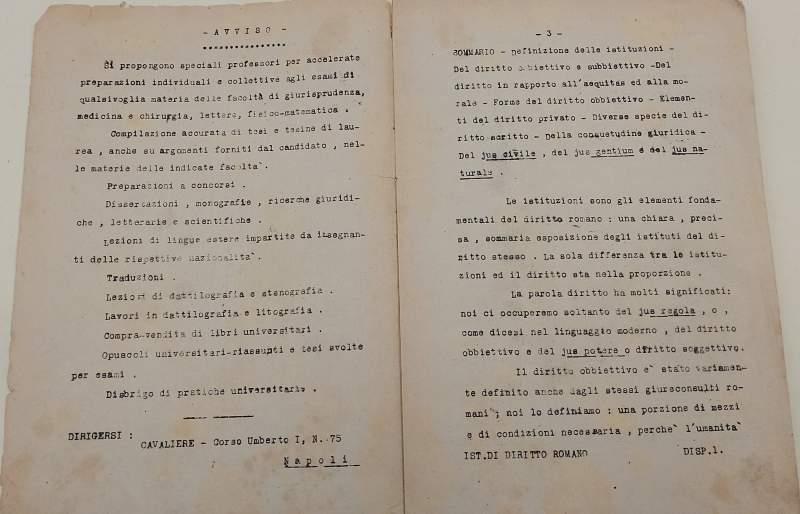 - AVVISO -
Si propongono speciali professori per accelerate
preparazioni individuali e collettive agli esami di
qualsivoglia materia delle facoltà di giurisprudenza,
medicina e chirurgia, lettere, fisico-matematica .
Compilazione accurata di tesi e tesine di lau-
rea , anche su argomenti forniti dal candidato , nel-
le materie delle indicate facolta` .
Preparazioni a concorsi .
Dissertazioni , monografie , ricerche giuridi-
che , letterarie e scientifiche .
Lezioni di lingue estere impartite da insegnan-
ti delle rispettive nazionalita` .
Traduzioni .
Lezioni di dattilografia e stenografia .
Lavori in dattilografia e litografia .
Compra-vendita di libri universitari .
Opuscoli universitari-riassunti e tesi svolte
per esami .
Disbrigo di pratiche universitarie .
DIRIGERSI :
CAVALIERE - Corso Umberto I, N. 75
Napoli
- 3 -
SOMMARIO - Definizione delle istituzioni -
Del diritto obbiettivo e subbiettivo -Del
diritto in rapporto all'aequitas ed alla mo-
rale - Forme del diritto obbiettivo - Elemen-
ti del diritto privato - Diverse specie del di-
ritto scritto - Della consuetudine giuridica -
Del jus civile , del jus gentium e del jus na-
turale .
Le istituzioni sono gli elementi fonda-
mentali del diritto romano : una chiara , preci-
sa , sommaria esposizione degli istituti del di-
ritto stesso . La sola differenza tra le istitu-
zioni ed il diritto sta nella proporzione .
La parola diritto ha molti significati:
noi ci occuperemo soltanto del jus regola , o ,
come dicesi nel linguaggio moderno , del diritto
obbiettivo e del jus potere o diritto soggettivo.
Il diritto obbiettivo e` stato variamen-
te definito anche dagli stessi giureconsulti ro-
mani ; noi lo definiamo : una porzione di mezzi
e di condizioni necessaria , perche` l'umanità
IST.DI DIRITTO ROMANO DISP.1.